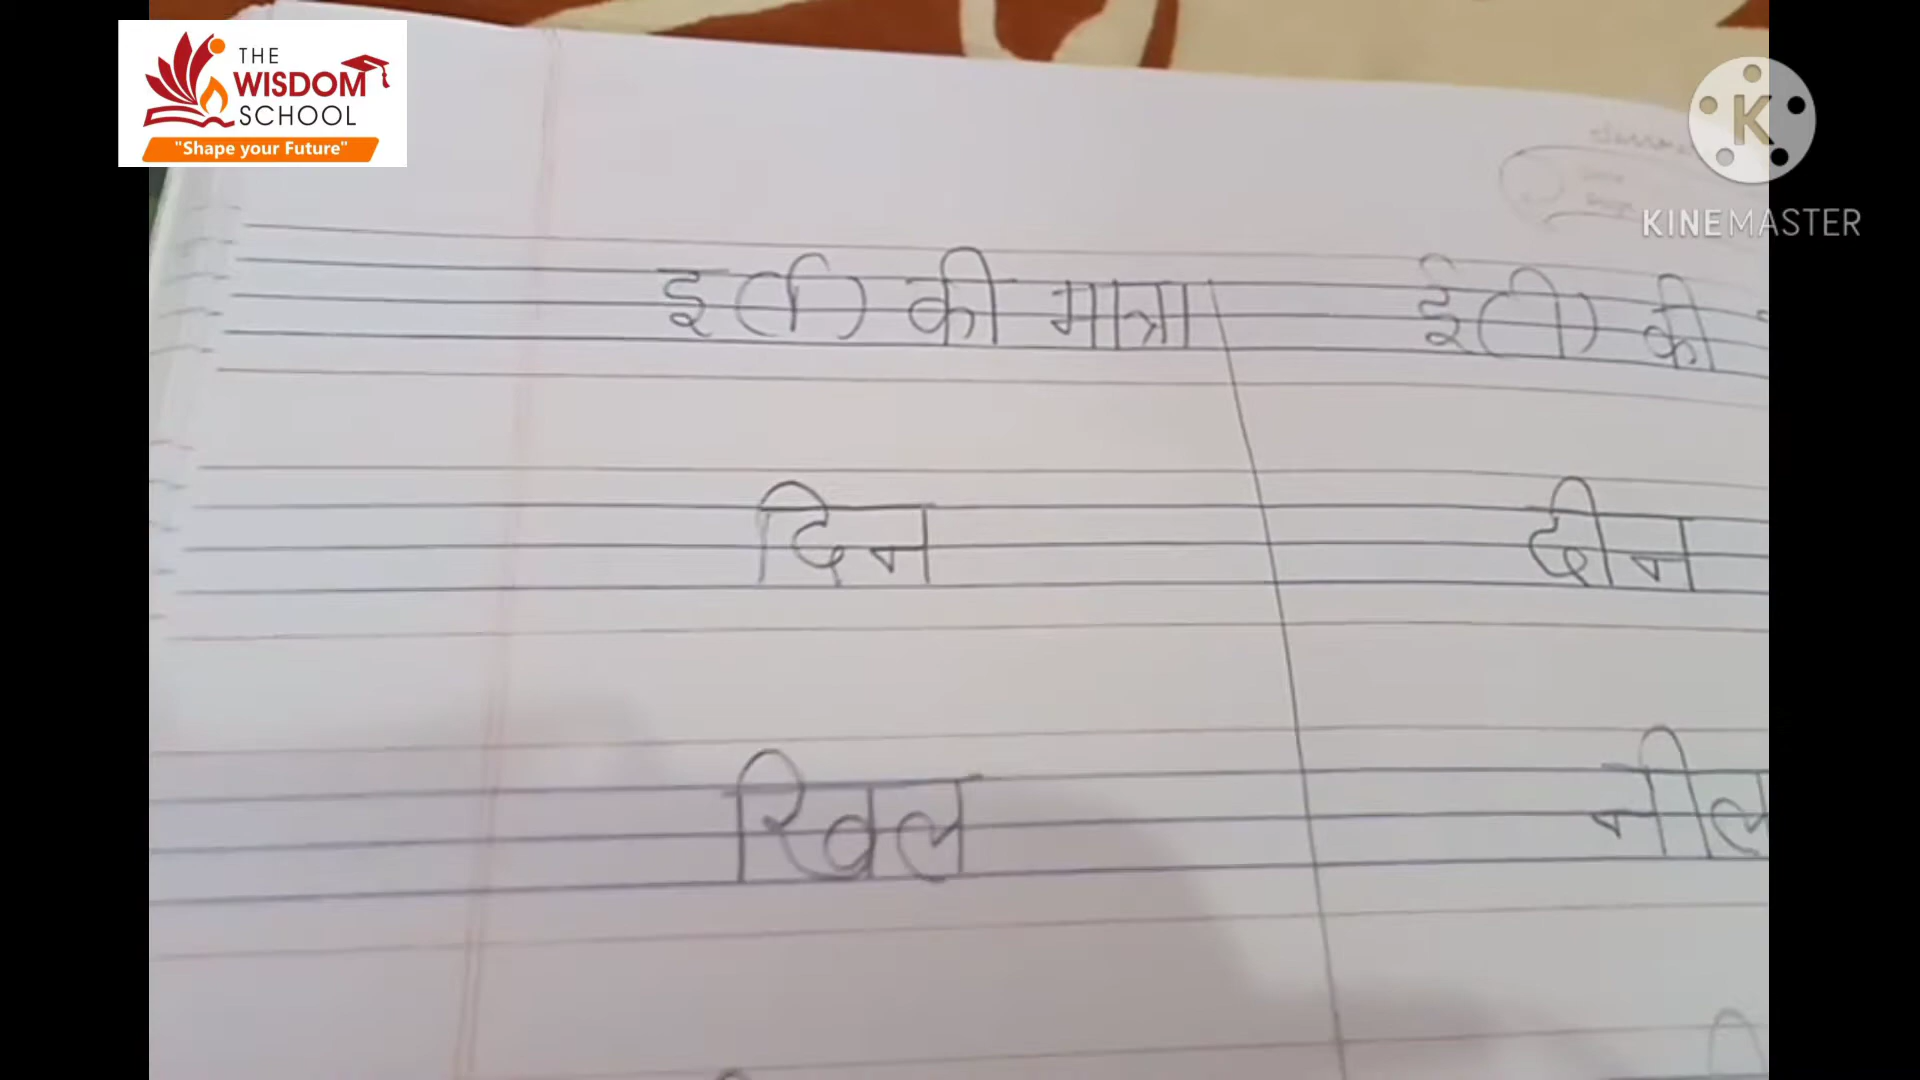 THE
WISDOM
SCHOOL
"Shape your Future"
K
KINEMASTER
इ (ि) की मात्रा ई (ी) की
दिन दीन
खिल नील